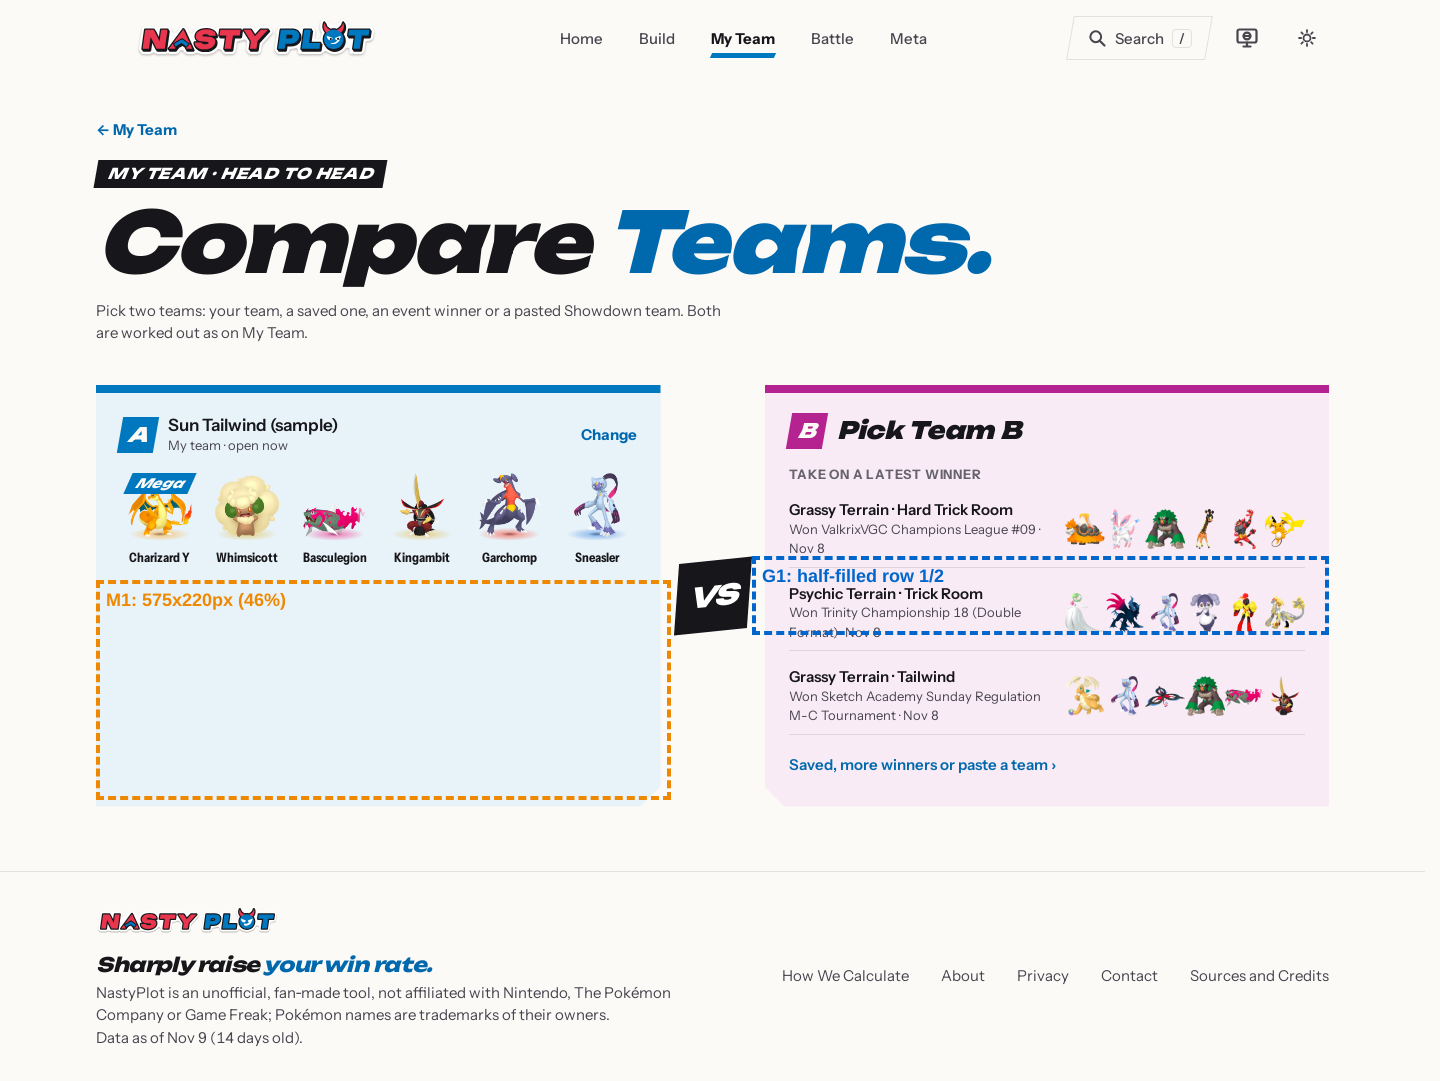 NASTY PLOT
Home
Build
My Team
Battle
Meta
Search /
← My Team
MY TEAM · HEAD TO HEAD
Compare Teams.
Pick two teams: your team, a saved one, an event winner or a pasted Showdown team. Both
are worked out as on My Team.
A
Sun Tailwind (sample)
My team · open now
Change
Mega
Charizard Y
Whimsicott
Basculegion
Kingambit
Garchomp
Sneasler
M1: 575x220px (46%)
VS
B
Pick Team B
TAKE ON A LATEST WINNER
Grassy Terrain · Hard Trick Room
Won ValkrixVGC Champions League #09 ·
Nov 8
G1: half-filled row 1/2
Psychic Terrain · Trick Room
Won Trinity Championship 18 (Double
Format) · Nov 8
Grassy Terrain · Tailwind
Won Sketch Academy Sunday Regulation
M-C Tournament · Nov 8
Saved, more winners or paste a team ›
NASTY PLOT
Sharply raise your win rate.
NastyPlot is an unofficial, fan-made tool, not affiliated with Nintendo, The Pokémon
Company or Game Freak; Pokémon names are trademarks of their owners.
Data as of Nov 9 (14 days old).
How We Calculate
About
Privacy
Contact
Sources and Credits